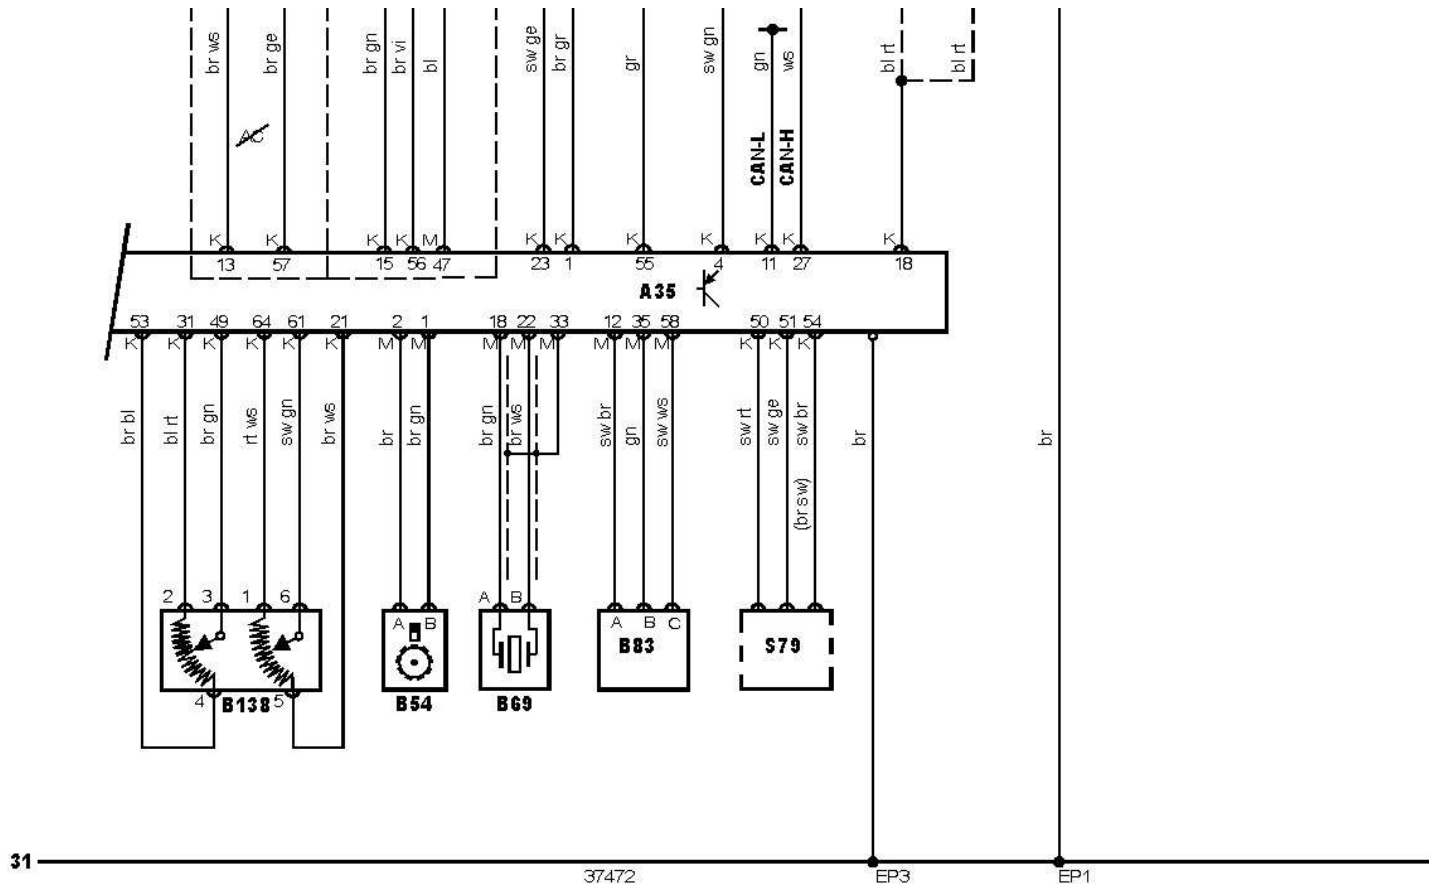 br ws
br ge
br gn
br vi
bl
sw ge
br gr
gr
sw gn
gn
ws
bl rt
bl rt
AC
CAN-L
CAN-H
K K K K M K K K K K K K
13 57 15 56 47 23 1 55 4 11 27 18
A35
53 31 49 64 61 21 2 1 18 22 33 12 35 58 50 51 54
K K K K K K M M M M M M M M K K K
br bl
bl rt
br gn
rt ws
sw gn
br ws
br
br gn
br gn
br ws
sw br
gn
sw ws
sw rt
sw ge
sw br
(br sw)
br
br
2 3 1 6 A B
A B A B C
B83 S79
4 B138 5 B54 B69
31
37472 EP3 EP1